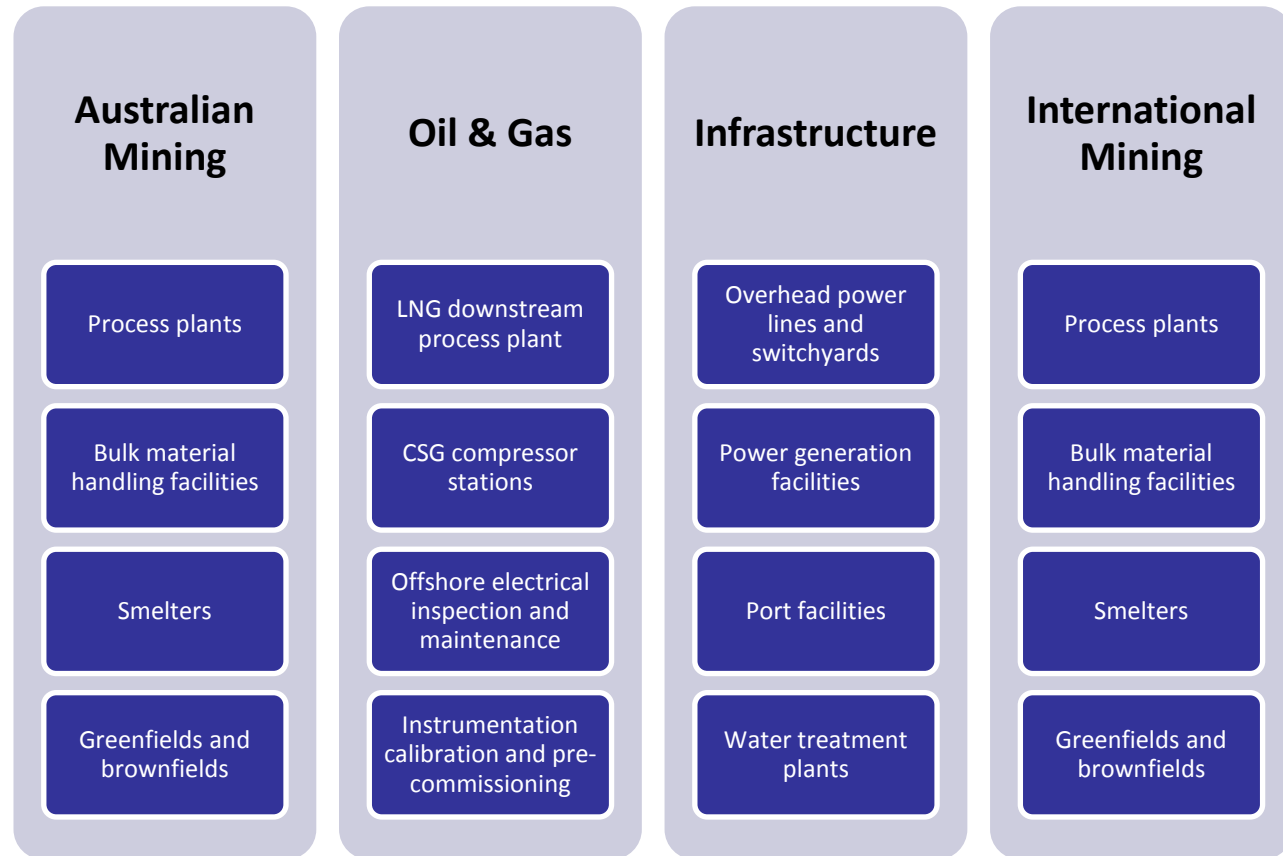 Australian
Mining
Process plants
Bulk material
handling facilities
Smelters
Greenfields and
brownfields
Oil & Gas
LNG downstream
process plant
CSG compressor
stations
Offshore electrical
inspection and
maintenance
Instrumentation
calibration and pre-
commissioning
Infrastructure
Overhead power
lines and
switchyards
Power generation
facilities
Port facilities
Water treatment
plants
International
Mining
Process plants
Bulk material
handling facilities
Smelters
Greenfields and
brownfields